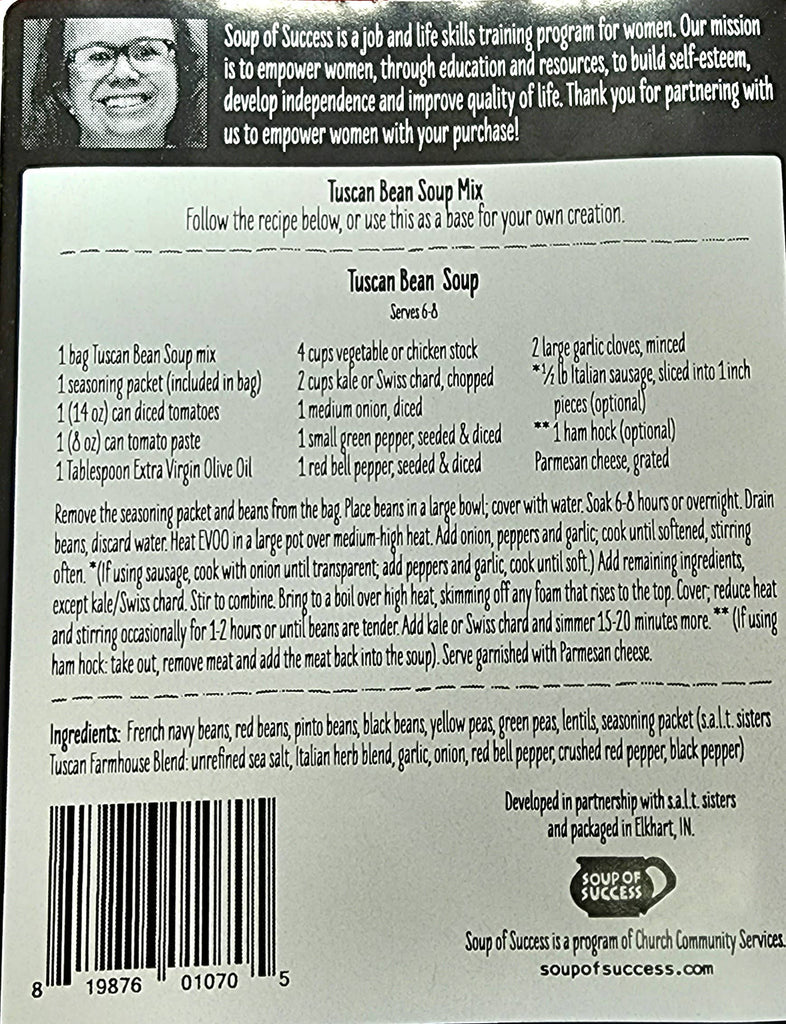 Soup of Success is a job and life skills training program for women. Our mission
is to empower women, through education and resources, to build self-esteem,
develop independence and improve quality of life. Thank you for partnering with
us to empower women with your purchase!
Tuscan Bean Soup Mix
Follow the recipe below, or use this as a base for your own creation.
Tuscan Bean Soup
Serves 6-8
1 bag Tuscan Bean Soup mix
1 seasoning packet (included in bag)
1 (14 oz) can diced tomatoes
1 (8 oz) can tomato paste
1 Tablespoon Extra Virgin Olive Oil
4 cups vegetable or chicken stock
2 cups kale or Swiss chard, chopped
1 medium onion, diced
1 small green pepper, seeded & diced
1 red bell pepper, seeded & diced
2 large garlic cloves, minced
*½ lb Italian sausage, sliced into 1 inch
pieces (optional)
** 1 ham hock (optional)
Parmesan cheese, grated
Remove the seasoning packet and beans from the bag. Place beans in a large bowl; cover with water. Soak 6-8 hours or overnight. Drain
beans, discard water. Heat EVOO in a large pot over medium-high heat. Add onion, peppers and garlic; cook until softened, stirring
often. *(If using sausage, cook with onion until transparent; add peppers and garlic, cook until soft.) Add remaining ingredients,
except kale/Swiss chard. Stir to combine. Bring to a boil over high heat, skimming off any foam that rises to the top. Cover; reduce heat
and stirring occasionally for 1-2 hours or until beans are tender. Add kale or Swiss chard and simmer 15-20 minutes more. ** (If using
ham hock: take out, remove meat and add the meat back into the soup). Serve garnished with Parmesan cheese.
Ingredients: French navy beans, red beans, pinto beans, black beans, yellow peas, green peas, lentils, seasoning packet (s.a.l.t. sisters
Tuscan Farmhouse Blend: unrefined sea salt, Italian herb blend, garlic, onion, red bell pepper, crushed red pepper, black pepper)
Developed in partnership with s.a.l.t. sisters
and packaged in Elkhart, IN.
SOUP OF
SUCCESS
Soup of Success is a program of Church Community Services.
soupofsuccess.com
8 19876 01070 5